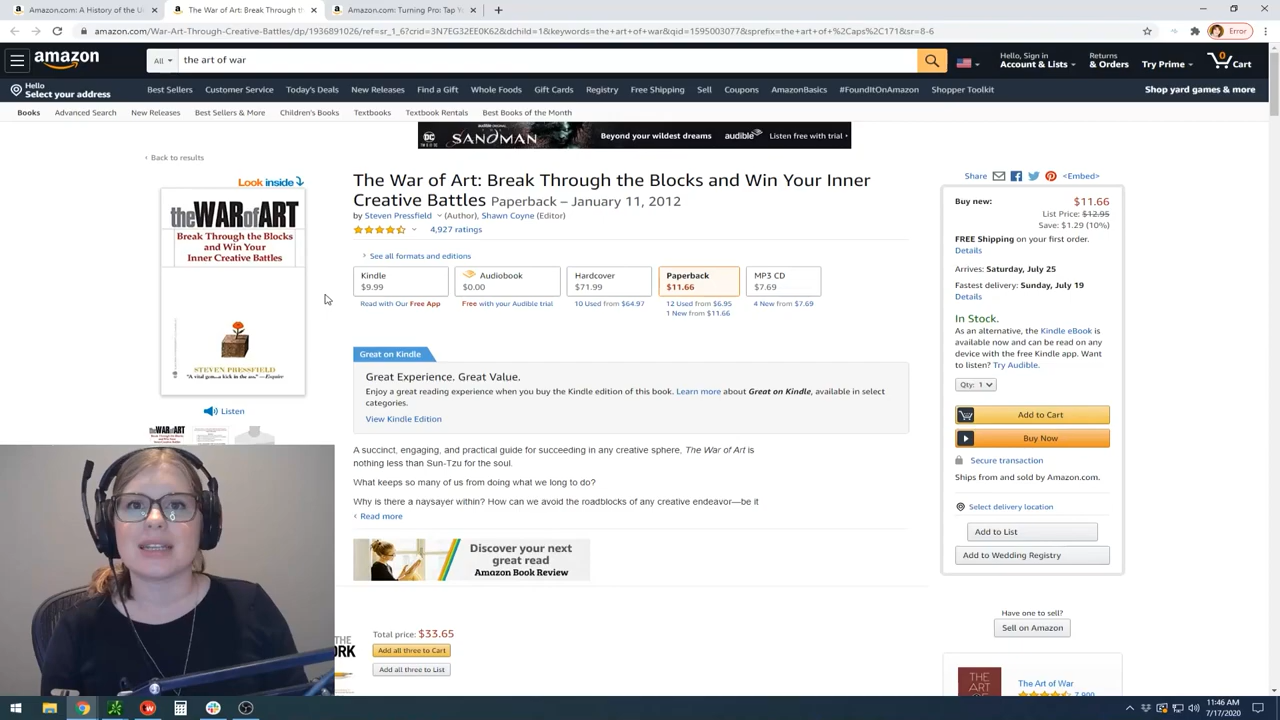 Amazon.com: A History of the U
The War of Art: Break Through th
Amazon.com: Turning Pro: Tap Y
amazon.com/War-Art-Through-Creative-Battles/dp/1936891026/ref=sr_1_6?crid=3N7EG32EE0K62&dchild=1&keywords=the+art+of+war&qid=1595003107&sprefix=the+art+of+%2Caps%2C171&sr=8-6
Error
amazon
All
the art of war
Hello, Sign in
Account & Lists
Returns
& Orders
Try Prime
0
Cart
Hello
Select your address
Best Sellers
Customer Service
Today's Deals
New Releases
Find a Gift
Whole Foods
Registry
Free Shipping
Sell
Coupons
AmazonBasics
#FoundItOnAmazon
Shopper Toolkit
Shop yard games & more
Books
Advanced Search
New Releases
Best Sellers & More
Children's Books
Textbooks
Textbook Rentals
Best Books of the Month
DC
SANDMAN
Beyond your wildest dreams
audible
Listen free with trial ›
‹ Back to results
Look inside
theWAR of ART
Break Through the Blocks
and Win Your
Inner Creative Battles
STEVEN PRESSFIELD
Listen
The War of Art: Break Through the Blocks and Win Your Inner
Creative Battles Paperback – January 11, 2012
by Steven Pressfield (Author), Shawn Coyne (Editor)
4,927 ratings
› See all formats and editions
Kindle
$9.99
Read with Our Free App
Audiobook
$0.00
Free with your Audible trial
Hardcover
$71.99
10 Used from $64.97
Paperback
$11.66
12 Used from $6.95
1 New from $11.66
MP3 CD
$7.69
4 New from $7.69
Great on Kindle
Great Experience. Great Value.
Enjoy a great reading experience when you buy the Kindle edition of this book. Learn more about Great on Kindle, available in select
categories.
View Kindle Edition
A succinct, engaging, and practical guide for succeeding in any creative sphere, The War of Art is
nothing less than Sun-Tzu for the soul.
What keeps so many of us from doing what we long to do?
Why is there a naysayer within? How can we avoid the roadblocks of any creative endeavor—be it
‹ Read more
Discover your next
great read
Amazon Book Review
Total price: $33.65
Add all three to Cart
Add all three to List
Share
<Embed>
Buy new:
$11.66
List Price: $12.95
Save: $1.29 (10%)
FREE Shipping on your first order.
Details
Arrives: Saturday, July 25
Fastest delivery: Sunday, July 19
Details
In Stock.
As an alternative, the Kindle eBook is
available now and can be read on any
device with the free Kindle app. Want
to listen? Try Audible.
Qty: 1
Add to Cart
Buy Now
Secure transaction
Ships from and sold by Amazon.com.
Select delivery location
Add to List
Add to Wedding Registry
Have one to sell?
Sell on Amazon
THE
ART
OF
The Art of War
7,900
11:46 AM
7/17/2020